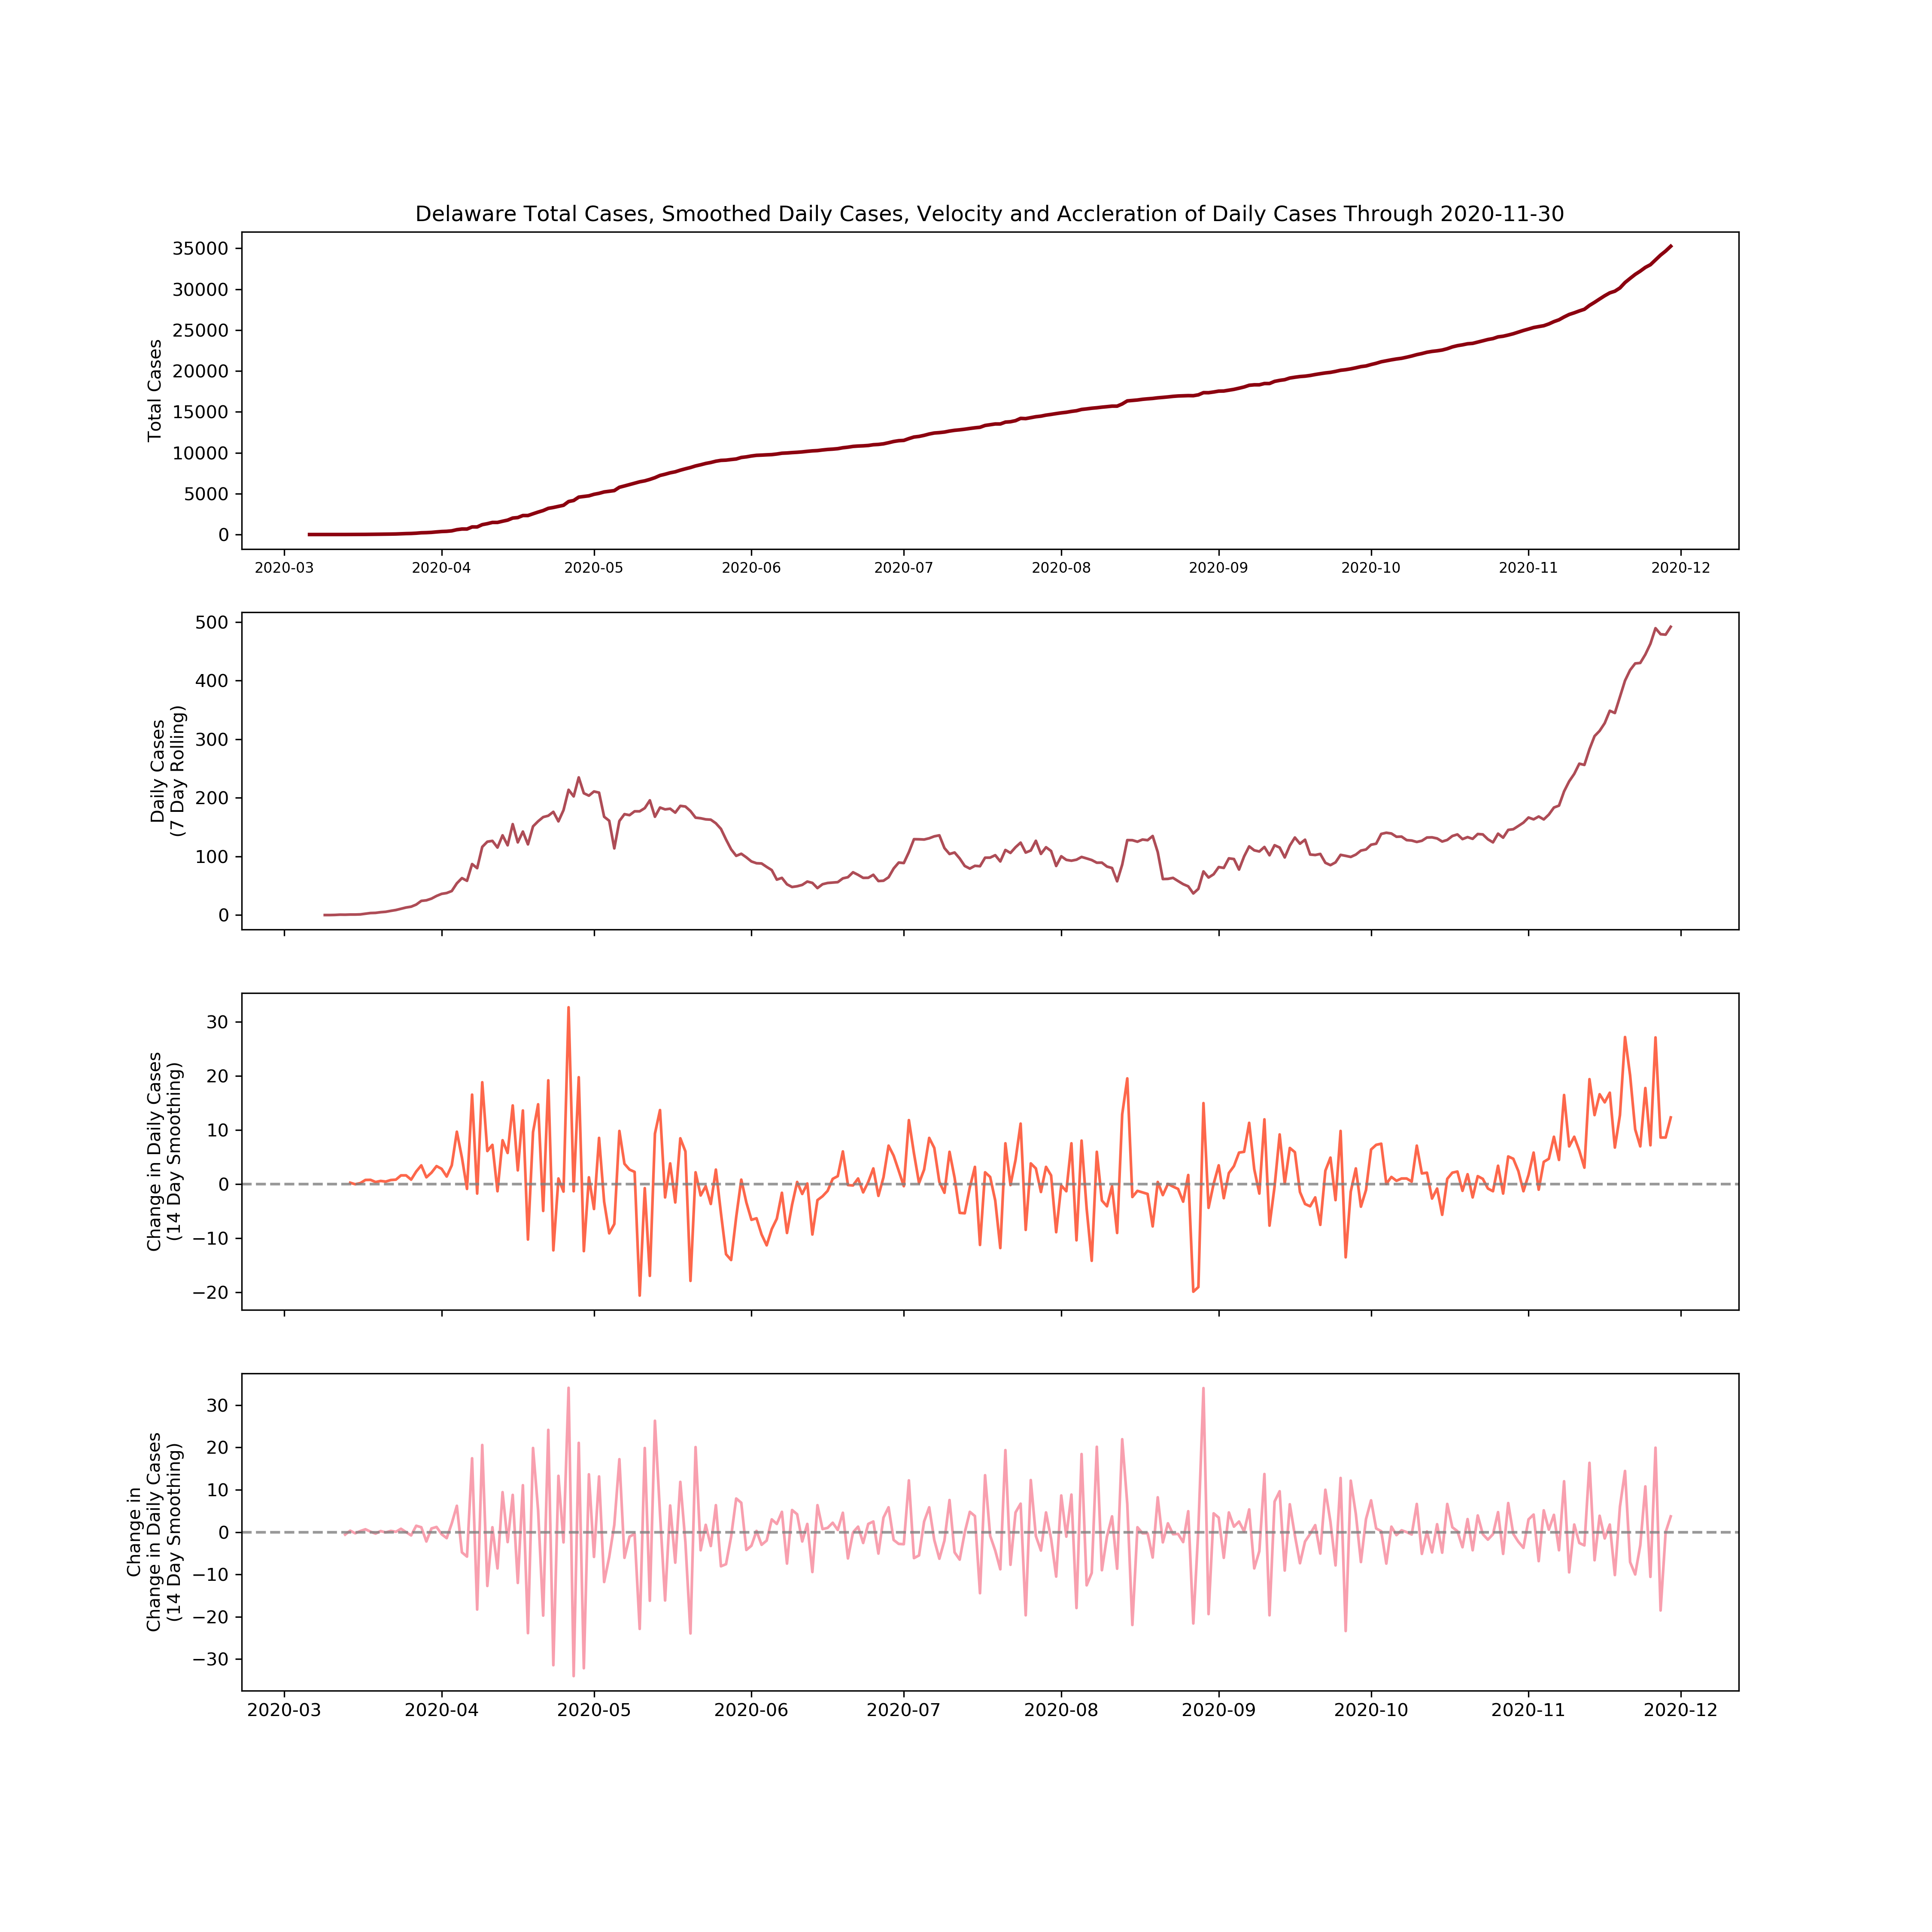 Delaware Total Cases, Smoothed Daily Cases, Velocity and Accleration of Daily Cases Through 2020-11-30
Total Cases
35000
30000
25000
20000
15000
10000
5000
0
2020-03 2020-04 2020-05 2020-06 2020-07 2020-08 2020-09 2020-10 2020-11 2020-12
Daily Cases
(7 Day Rolling)
500
400
300
200
100
0
Change in Daily Cases
(14 Day Smoothing)
30
20
10
0
−10
−20
Change in
Change in Daily Cases
(14 Day Smoothing)
30
20
10
0
−10
−20
−30
2020-03 2020-04 2020-05 2020-06 2020-07 2020-08 2020-09 2020-10 2020-11 2020-12